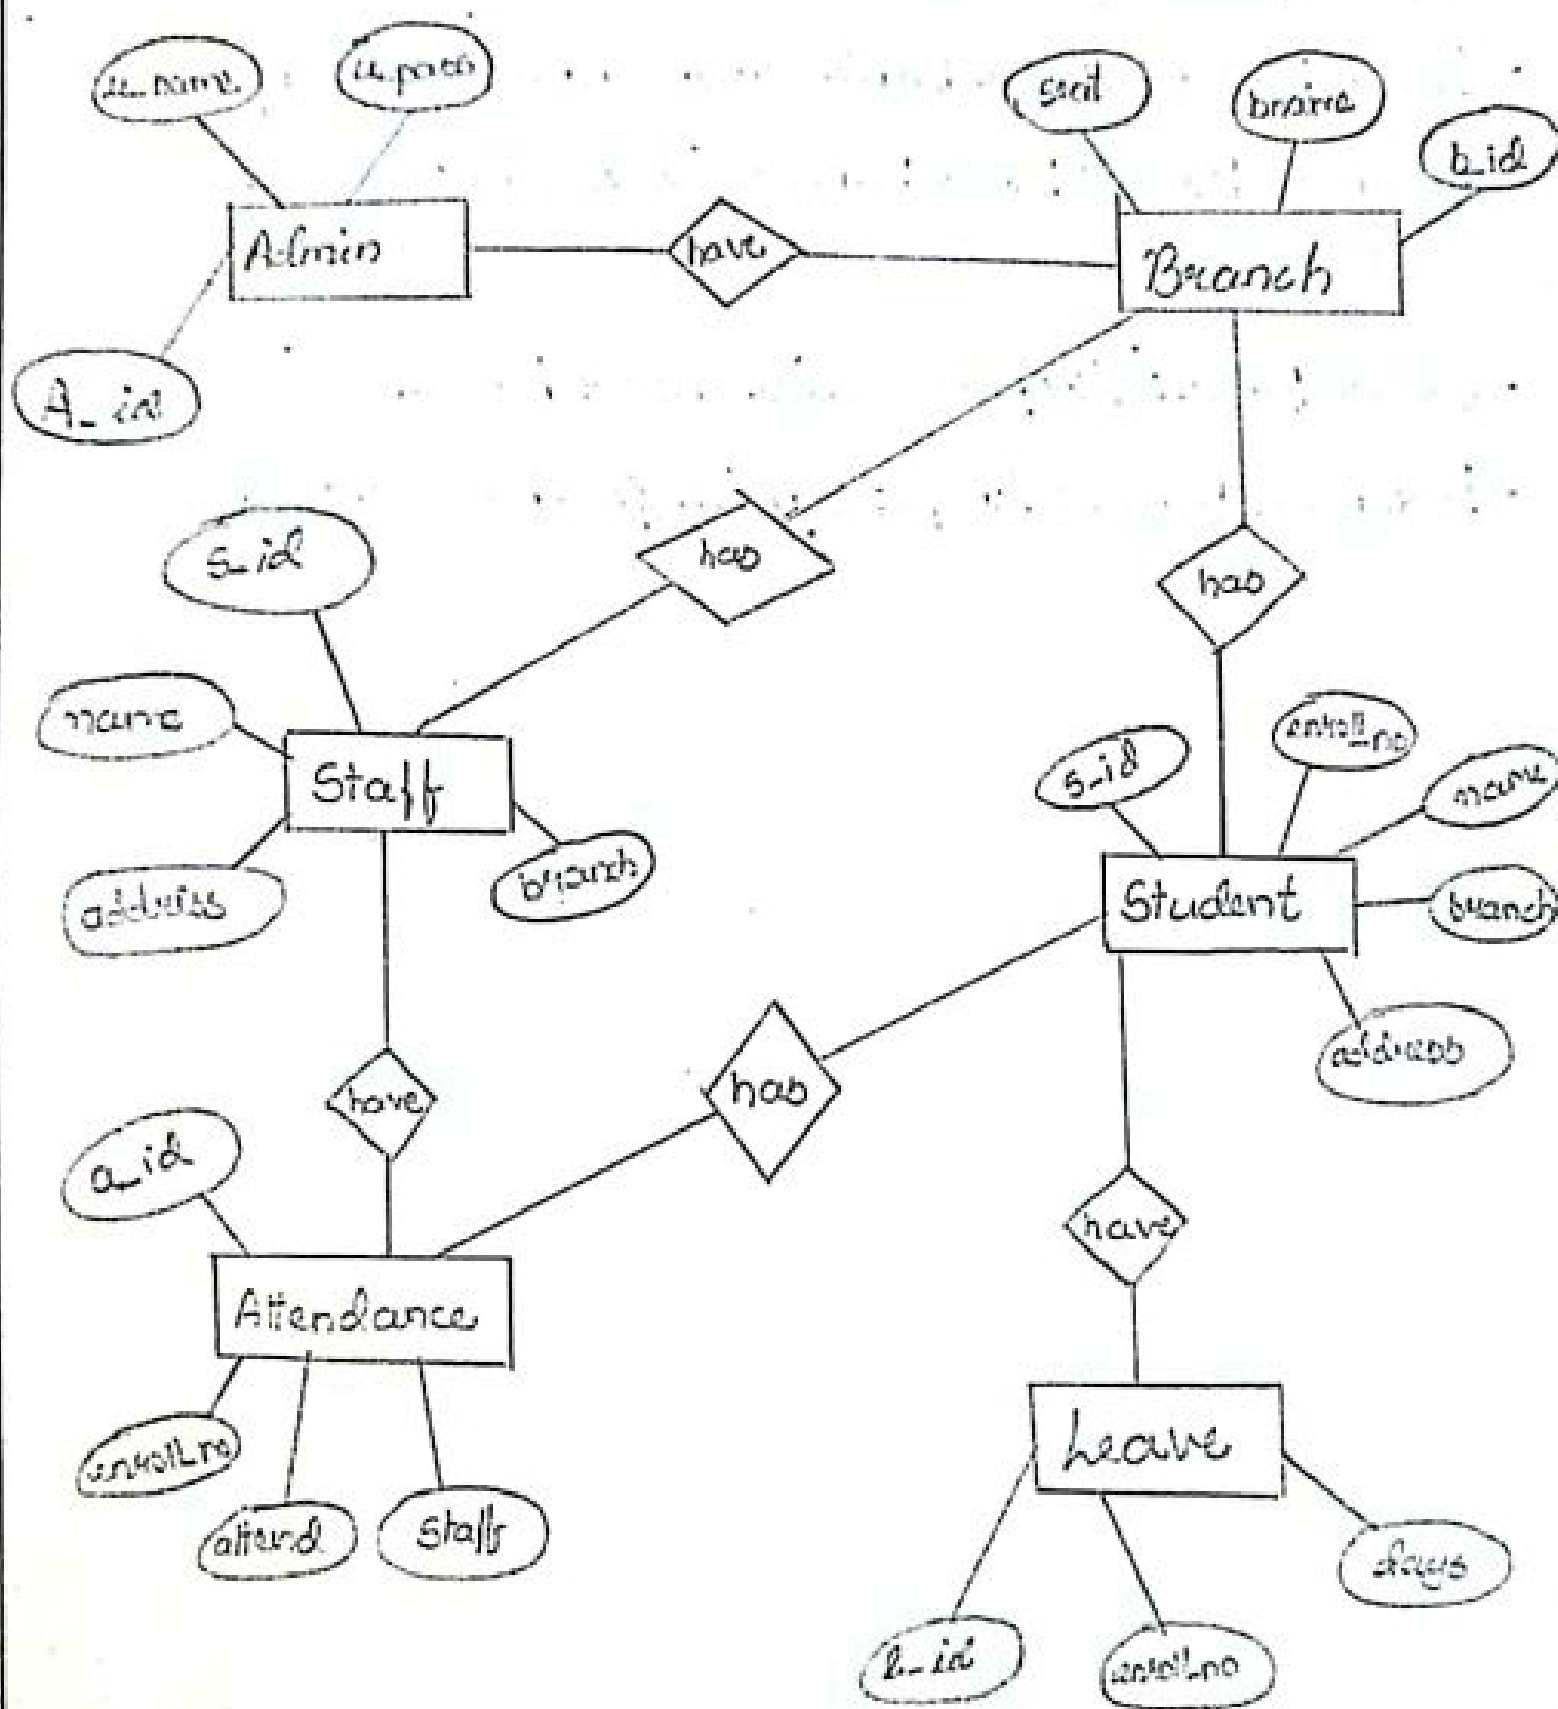 u_name
u_pass
seat
bname
b_id
Admin
have
Branch
A_id
has
has
s_id
name
Staff
address
branch
s_id
enroll_no
name
Student
branch
address
have
has
a_id
Attendance
have
enroll_no
attend
staff
Leave
days
l_id
enroll_no